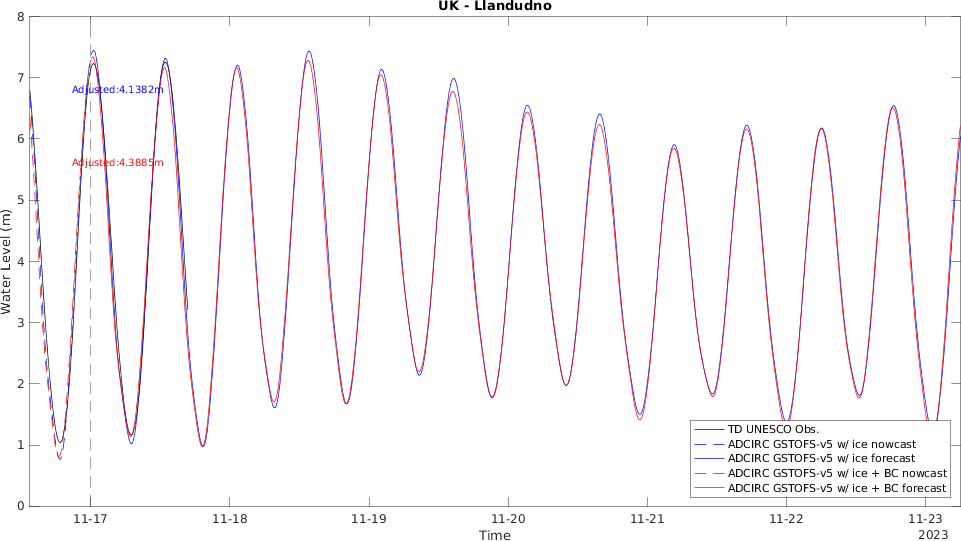 UK - Llandudno
8
7
6
5
4
3
2
1
0
Water Level (m)
Adjusted:4.1382m
Adjusted:4.3885m
TD UNESCO Obs.
ADCIRC GSTOFS-v5 w/ ice nowcast
ADCIRC GSTOFS-v5 w/ ice forecast
ADCIRC GSTOFS-v5 w/ ice + BC nowcast
ADCIRC GSTOFS-v5 w/ ice + BC forecast
11-17 11-18 11-19 11-20 11-21 11-22 11-23
Time 2023